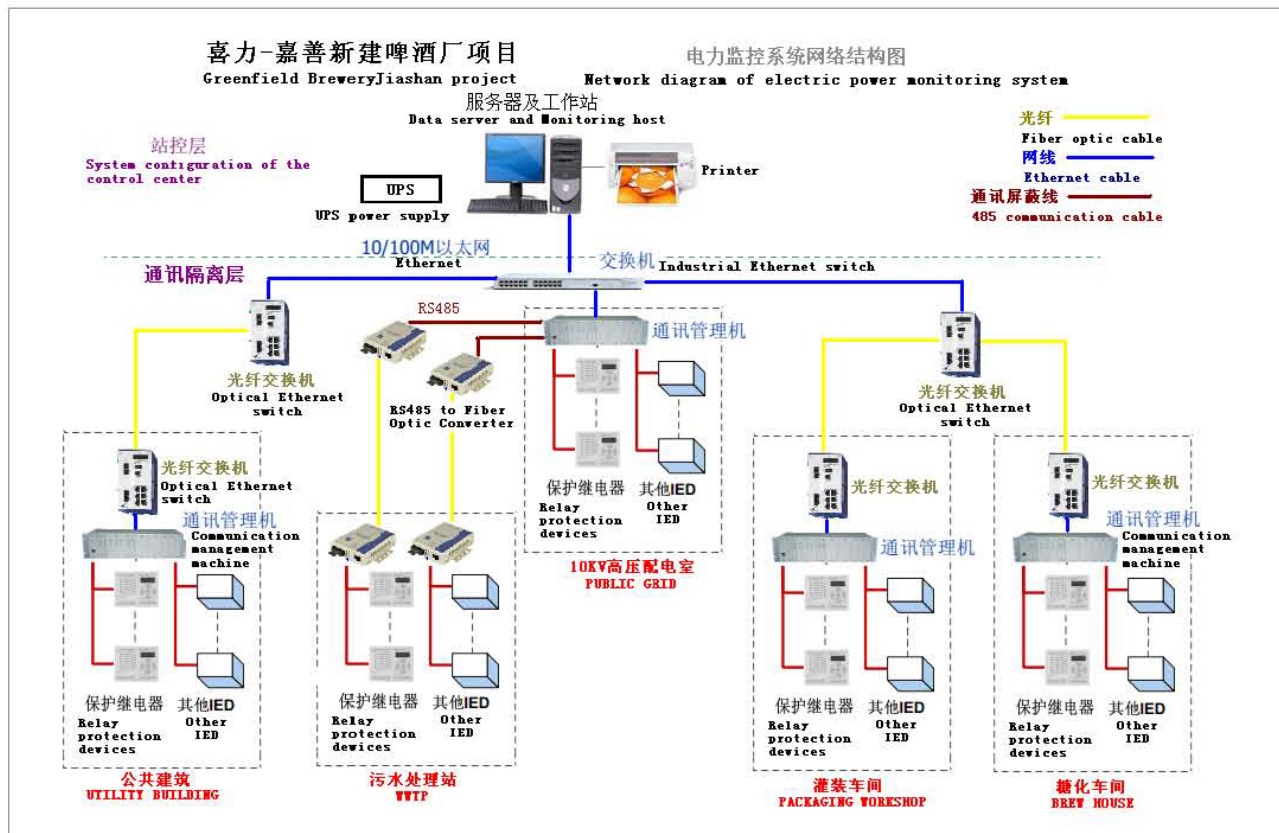 喜力-嘉善新建啤酒厂项目
电力监控系统网络结构图
Greenfield BreweryJiashan project
Network diagram of electric power monitoring system
服务器及工作站
Data server and Monitoring host
光纤
Fiber optic cable
网线
Ethernet cable
通讯屏蔽线
485 communication cable
站控层
System configuration of the
control center
Printer
UPS
UPS power supply
10/100M以太网
Ethernet
交换机
Industrial Ethernet switch
通讯隔离层
RS485
通讯管理机
光纤交换机
Optical Ethernet
switch
RS485 to Fiber
Optic Converter
光纤交换机
Optical Ethernet
switch
光纤交换机
Optical Ethernet
switch
通讯管理机
Communication
management
machine
保护继电器
Relay
protection
devices
其他IED
Other
IED
10KV高压配电室
PUBLIC GRID
光纤交换机
通讯管理机
光纤交换机
通讯管理机
Communication
management
machine
保护继电器
Relay
protection
devices
其他IED
Other
IED
公共建筑
UTILITY BUILDING
保护继电器
Relay
protection
devices
其他IED
Other
IED
污水处理站
WWTP
保护继电器
Relay
protection
devices
其他IED
Other
IED
灌装车间
PACKAGING WORKSHOP
保护继电器
Relay
protection
devices
其他IED
Other
IED
糖化车间
BREW HOUSE